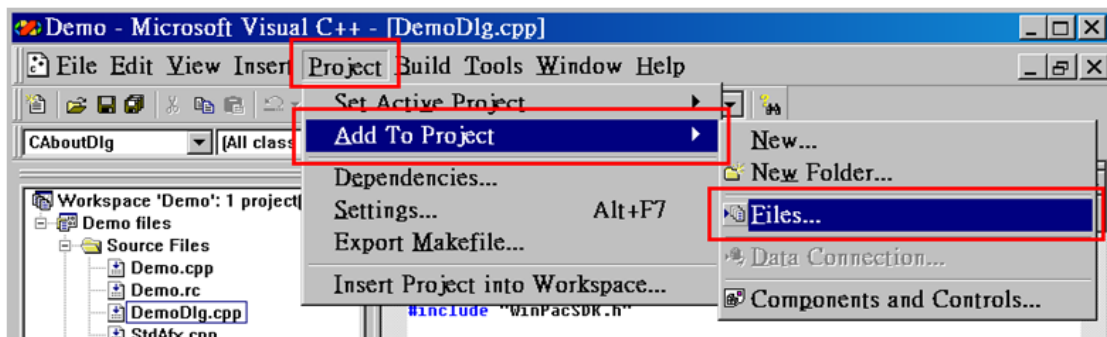 Demo - Microsoft Visual C++ - [DemoDlg.cpp]
File Edit View Insert Project Build Tools Window Help
Set Active Project
CAboutDlg [All class
Add To Project
New...
New Folder...
Dependencies...
Workspace 'Demo': 1 project[
Settings... Alt+F7
Files...
Demo files
Source Files
Export Makefile...
Data Connection...
Demo.cpp
Demo.rc
Insert Project into Workspace...
Components and Controls...
DemoDlg.cpp
#include "WinPacSDK.h"
StdAfx.cpp